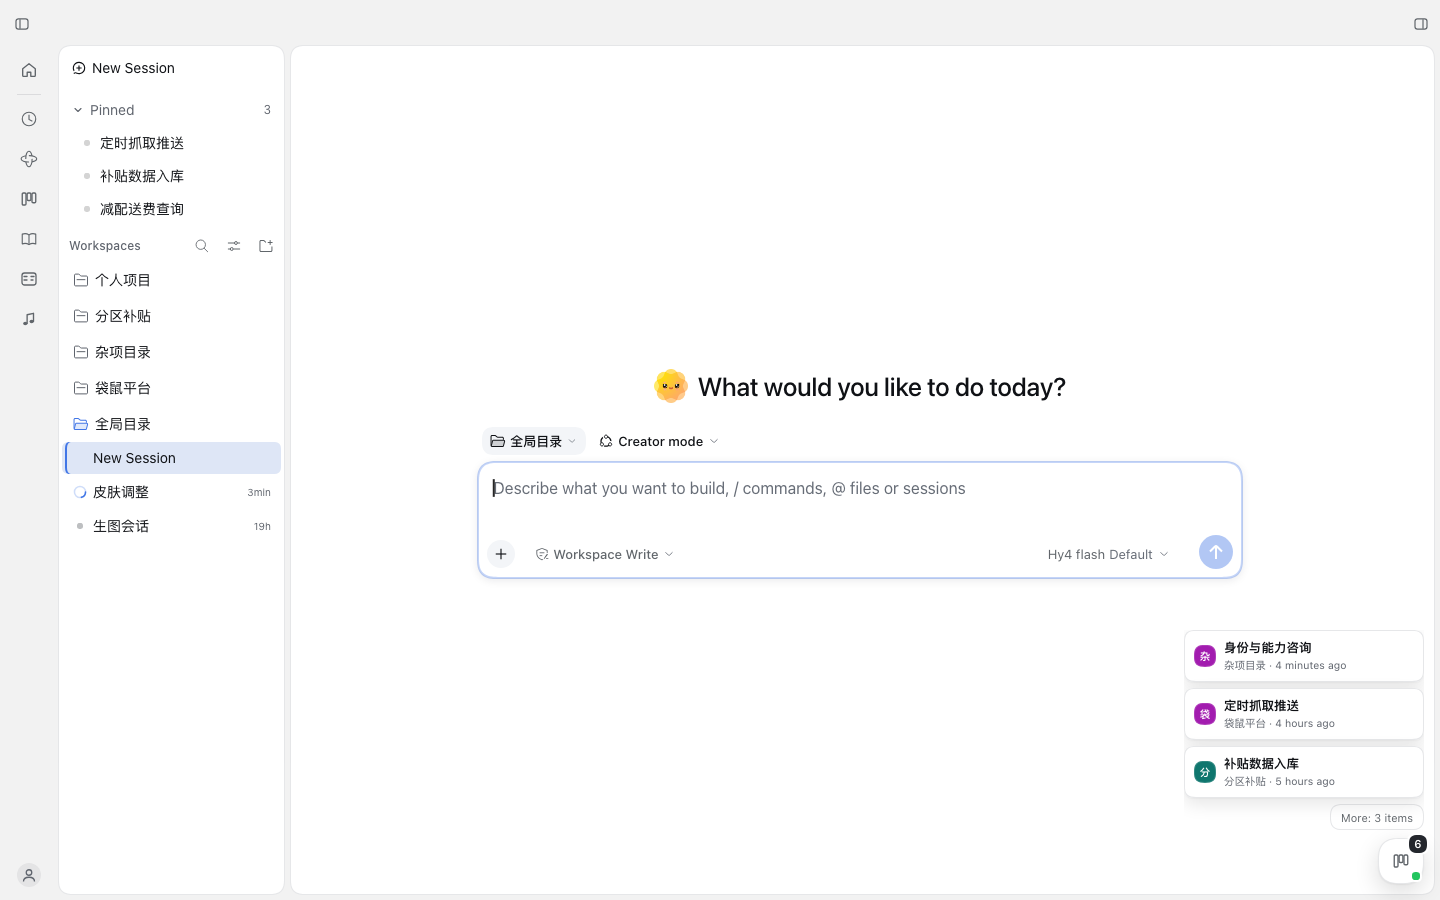 New Session
Pinned 3
定时抓取推送
补贴数据入库
减配送费查询
Workspaces
个人项目
分区补贴
杂项目录
袋鼠平台
全局目录
New Session
皮肤调整 3min
生图会话 19h
What would you like to do today?
全局目录 Creator mode
Describe what you want to build, / commands, @ files or sessions
Workspace Write Hy4 flash Default
杂 身份与能力咨询
杂项目录 · 4 minutes ago
袋 定时抓取推送
袋鼠平台 · 4 hours ago
分 补贴数据入库
分区补贴 · 5 hours ago
More: 3 items
6